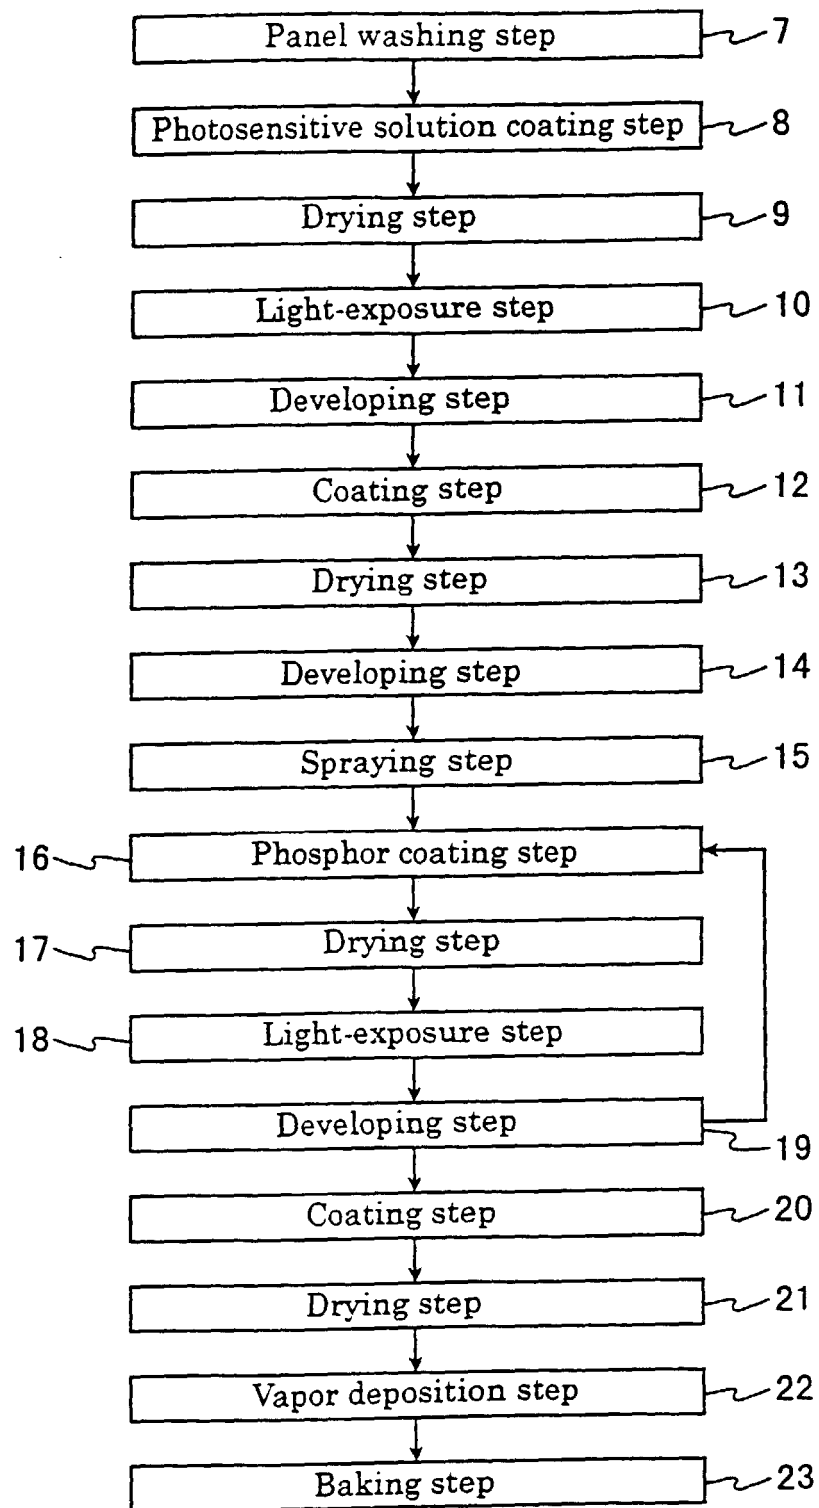 Panel washing step 7
Photosensitive solution coating step 8
Drying step 9
Light-exposure step 10
Developing step 11
Coating step 12
Drying step 13
Developing step 14
Spraying step 15
16 Phosphor coating step
17 Drying step
18 Light-exposure step
Developing step 19
Coating step 20
Drying step 21
Vapor deposition step 22
Baking step 23